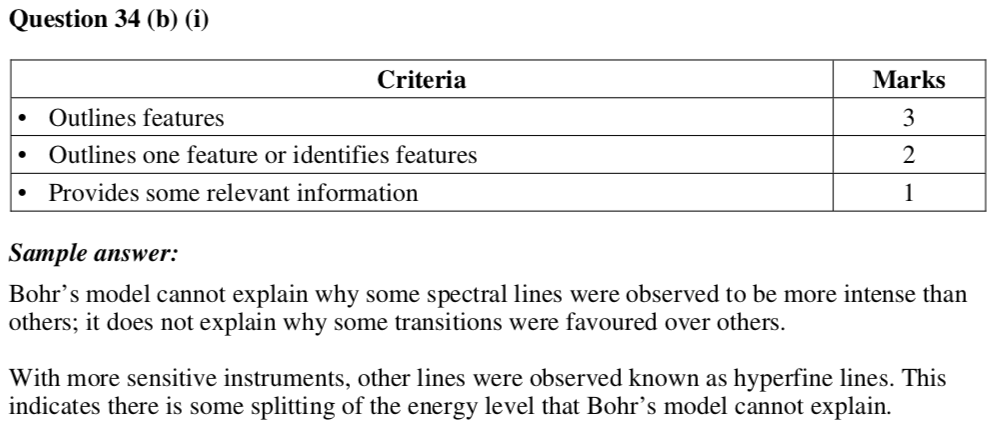 Question 34 (b) (i)
Criteria Marks
• Outlines features 3
• Outlines one feature or identifies features 2
• Provides some relevant information 1
Sample answer:
Bohr’s model cannot explain why some spectral lines were observed to be more intense than
others; it does not explain why some transitions were favoured over others.
With more sensitive instruments, other lines were observed known as hyperfine lines. This
indicates there is some splitting of the energy level that Bohr’s model cannot explain.